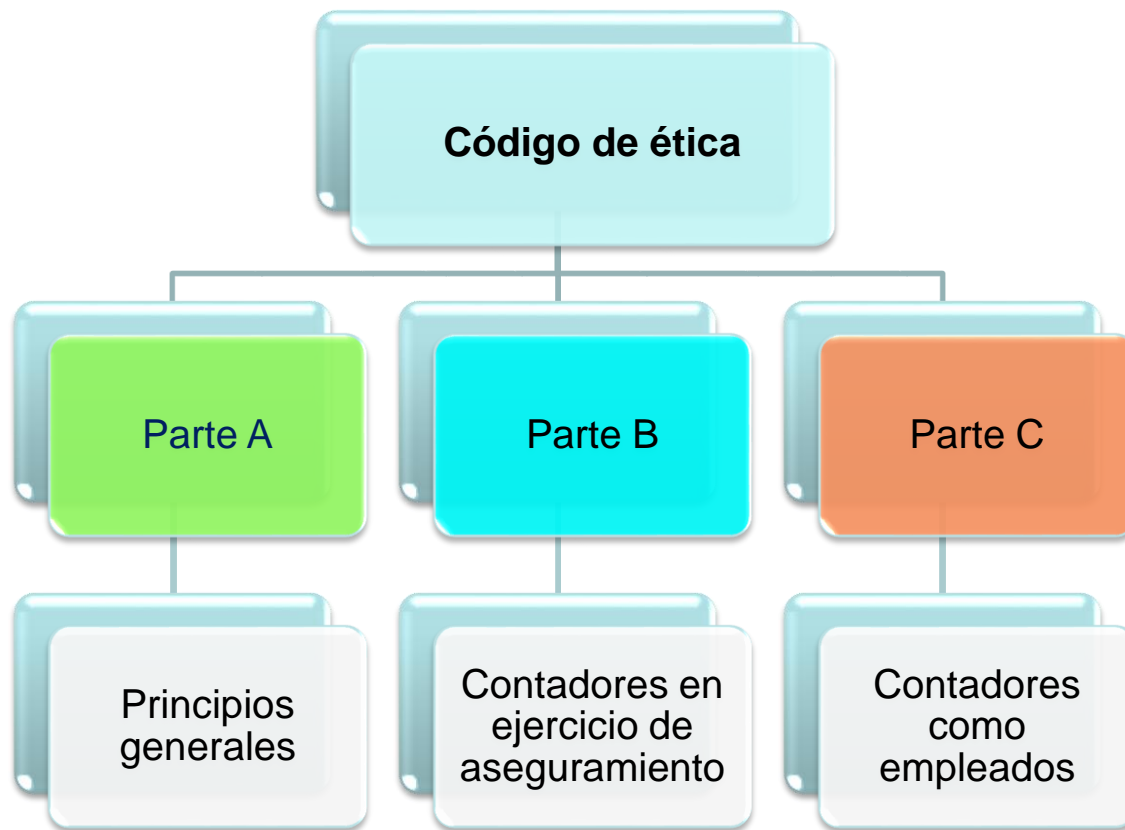 Código de ética
Parte A
Parte B
Parte C
Principios
generales
Contadores en
ejercicio de
aseguramiento
Contadores
como
empleados